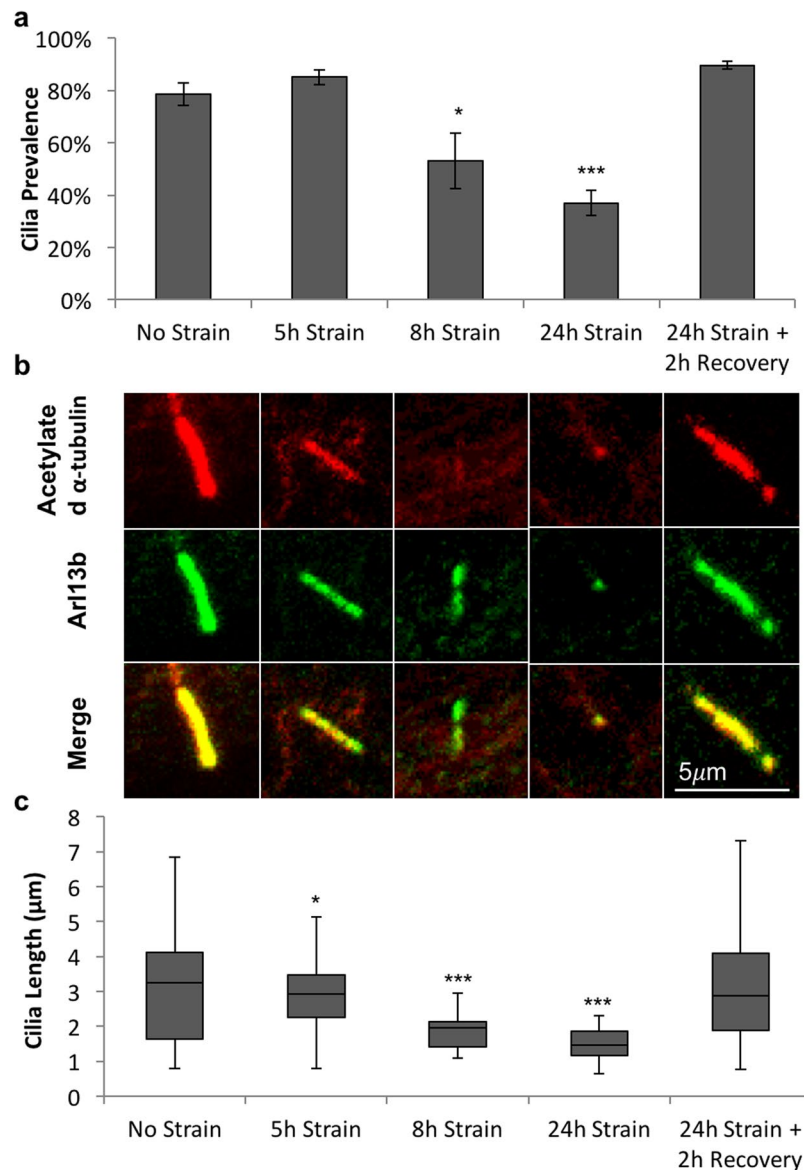 a
100%
80%
60%
40%
20%
0%
Cilia Prevalence
*
***
No Strain
5h Strain
8h Strain
24h Strain
24h Strain +
2h Recovery
b
Acetylate
d α-tubulin
Arl13b
Merge
5μm
c
8
7
6
5
4
3
2
1
0
Cilia Length (μm)
*
***
***
No Strain
5h Strain
8h Strain
24h Strain
24h Strain +
2h Recovery